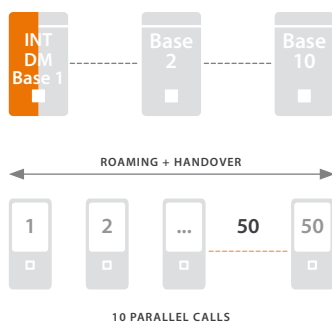 INT
DM
Base 1
Base
2
Base
10
ROAMING + HANDOVER
1
2
...
50
50
10 PARALLEL CALLS